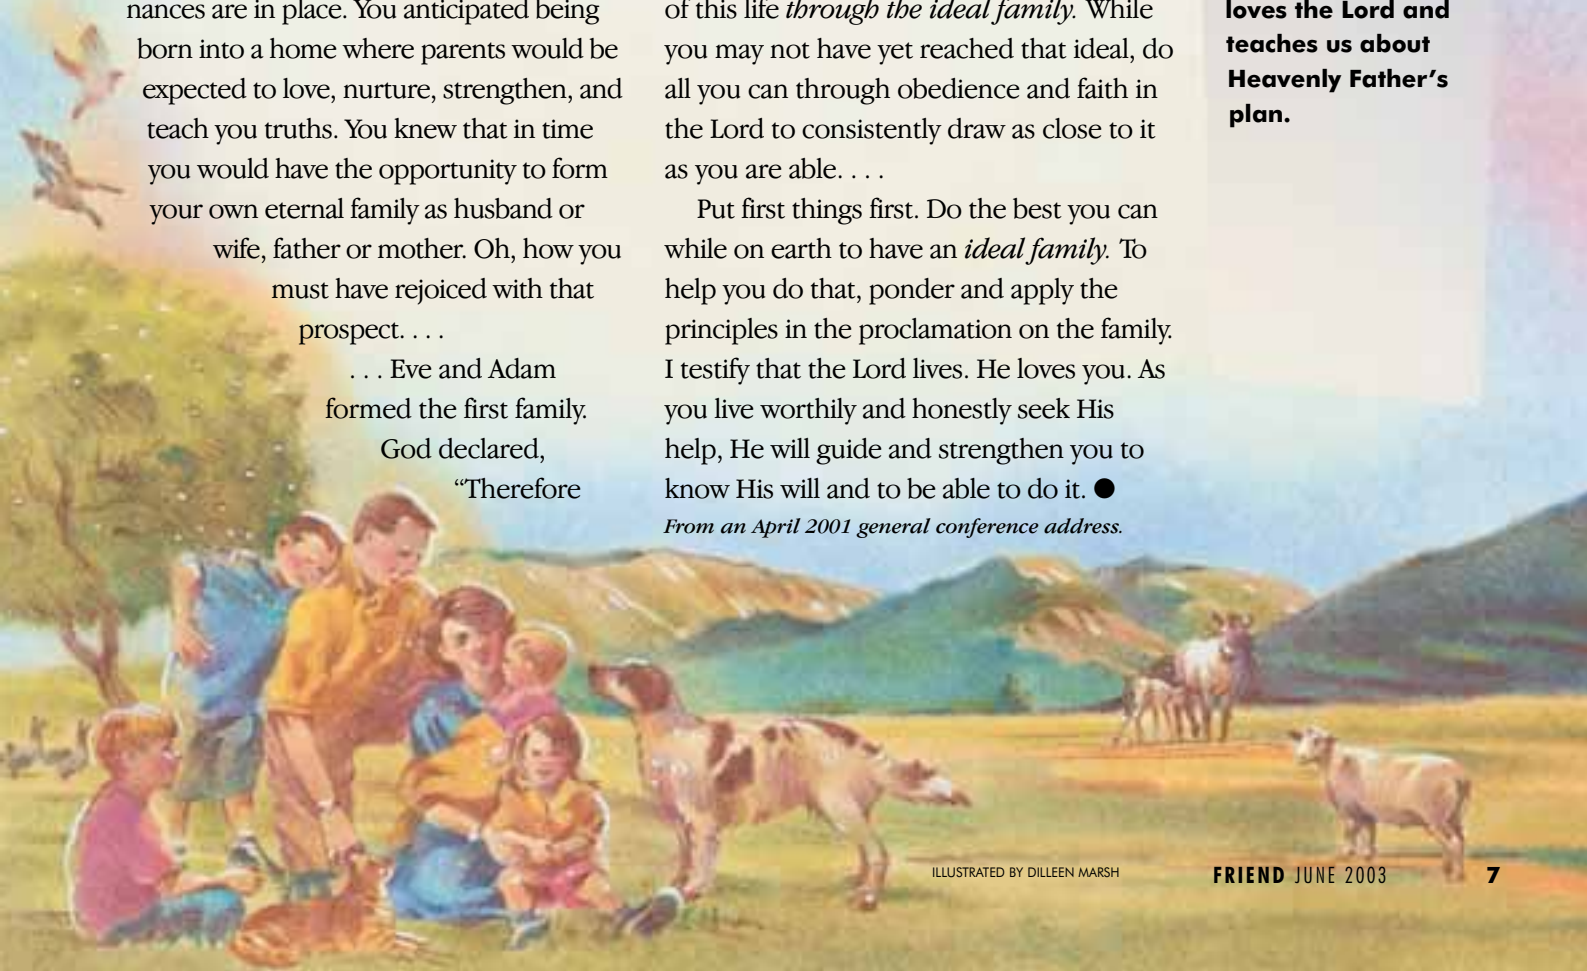 nances are in place. You anticipated being
born into a home where parents would be
expected to love, nurture, strengthen, and
teach you truths. You knew that in time
you would have the opportunity to form
your own eternal family as husband or
wife, father or mother. Oh, how you
must have rejoiced with that
prospect. . . .
. . . Eve and Adam
formed the first family.
God declared,
“Therefore
of this life through the ideal family. While
you may not have yet reached that ideal, do
all you can through obedience and faith in
the Lord to consistently draw as close to it
as you are able. . . .
Put first things first. Do the best you can
while on earth to have an ideal family. To
help you do that, ponder and apply the
principles in the proclamation on the family.
I testify that the Lord lives. He loves you. As
you live worthily and honestly seek His
help, He will guide and strengthen you to
know His will and to be able to do it. ●
From an April 2001 general conference address.
loves the Lord and
teaches us about
Heavenly Father’s
plan.
ILLUSTRATED BY DILLEEN MARSH
FRIEND JUNE 2003 7